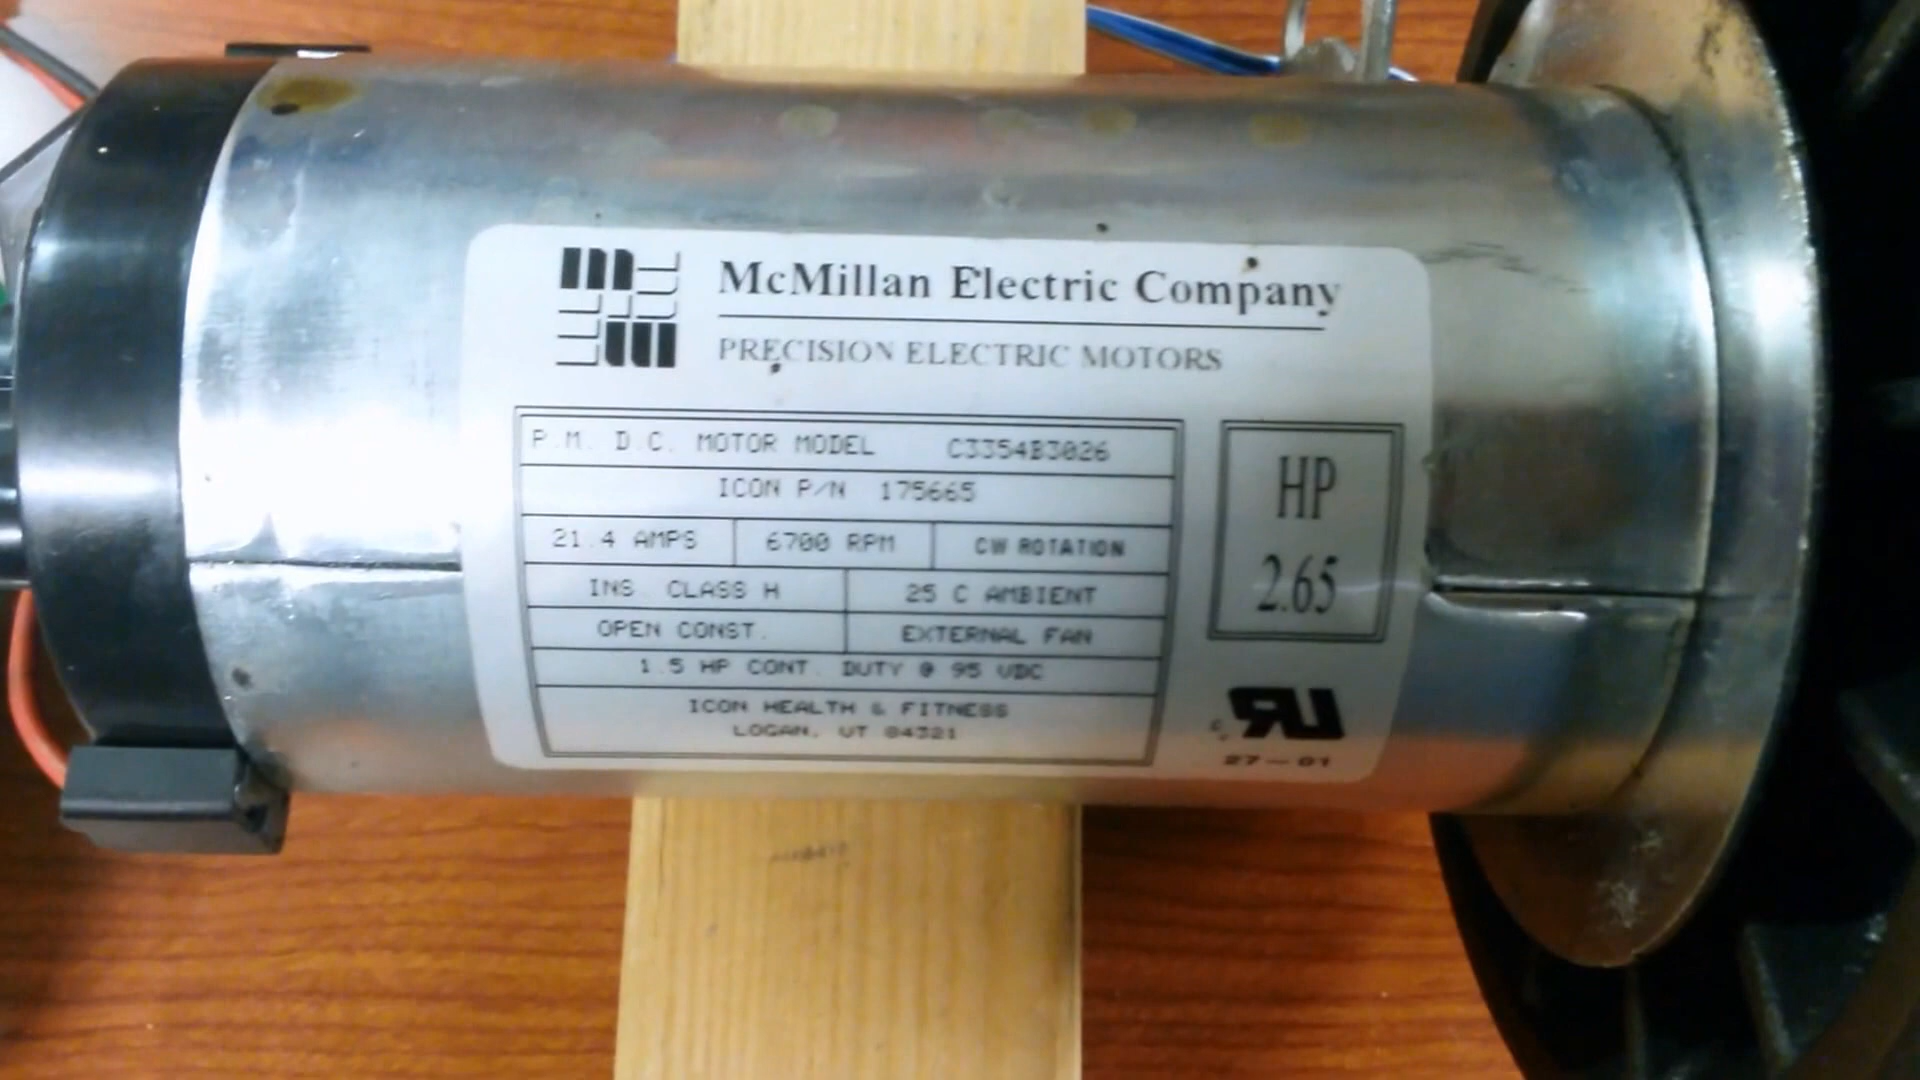 McMillan Electric Company
PRECISION ELECTRIC MOTORS
P.M. D.C. MOTOR MODEL C3354B3026
ICON P/N 175665
21.4 AMPS 6700 RPM CW ROTATION
INS. CLASS H 25 C AMBIENT
OPEN CONST. EXTERNAL FAN
1.5 HP CONT. DUTY @ 95 VDC
ICON HEALTH & FITNESS
LOGAN, UT 84321
HP
2.65
27-01